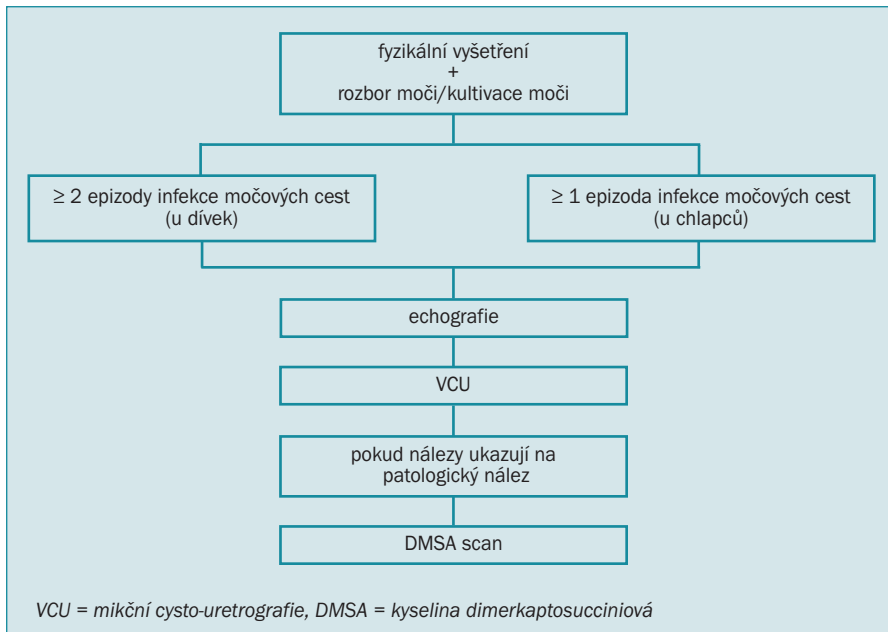 fyzikální vyšetření
+
rozbor moči/kultivace moči
≥ 2 epizody infekce močových cest
(u dívek)
≥ 1 epizoda infekce močových cest
(u chlapců)
echografie
VCU
pokud nálezy ukazují na
patologický nález
DMSA scan
VCU = mikční cysto-uretrografie, DMSA = kyselina dimerkaptosucciniová